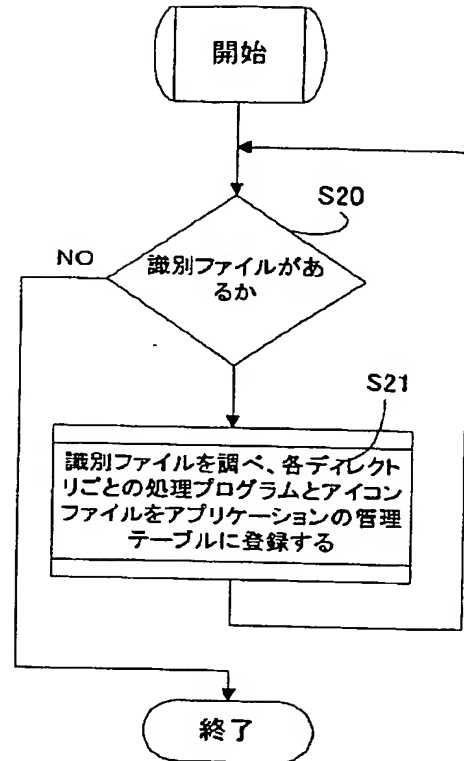 開始
S20
NO
識別ファイルがあ
るか
S21
識別ファイルを調べ、各ディレクト
リごとの処理プログラムとアイコン
ファイルをアプリケーションの管理
テーブルに登録する
終了